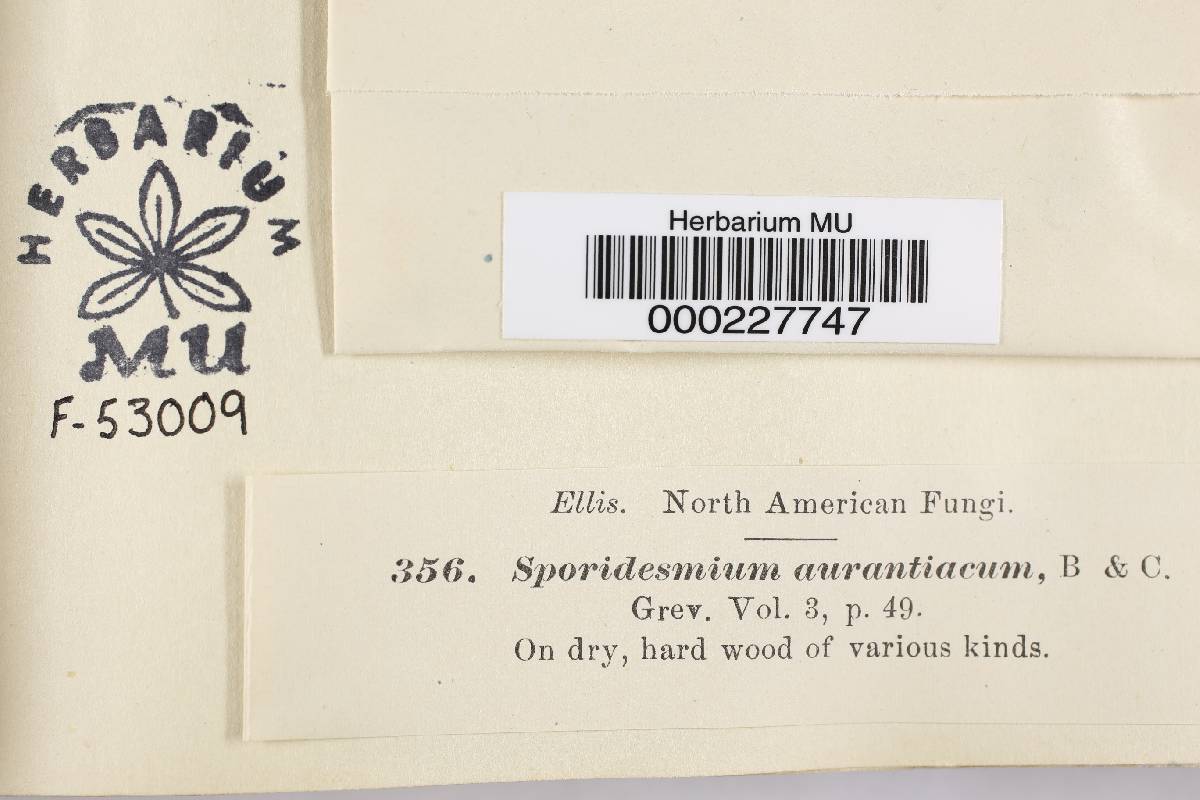 HERBARIUM
MU
F-53009
Herbarium MU
000227747
Ellis. North American Fungi.
356. Sporidesmium aurantiacum, B & C.
Grev. Vol. 3, p. 49.
On dry, hard wood of various kinds.